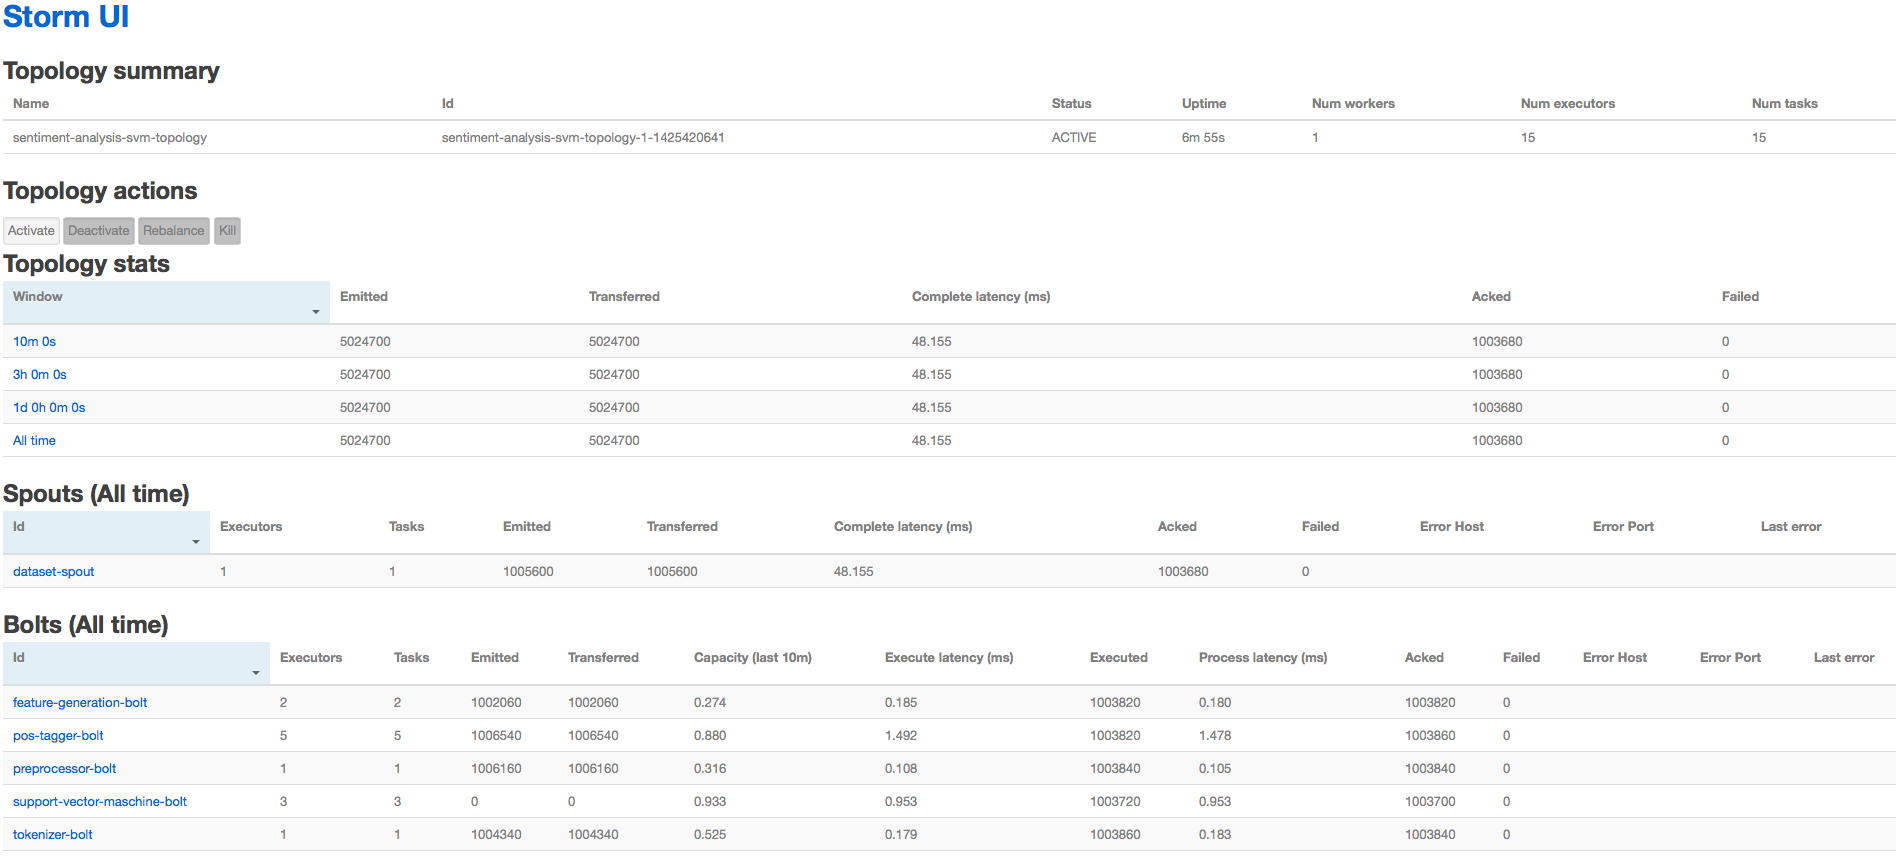 Storm UI
Topology summary
Name Id Status Uptime Num workers Num executors Num tasks
sentiment-analysis-svm-topology sentiment-analysis-svm-topology-1-1425420641 ACTIVE 6m 55s 1 15 15
Topology actions
Activate Deactivate Rebalance Kill
Topology stats
Window Emitted Transferred Complete latency (ms) Acked Failed
10m 0s 5024700 5024700 48.155 1003680 0
3h 0m 0s 5024700 5024700 48.155 1003680 0
1d 0h 0m 0s 5024700 5024700 48.155 1003680 0
All time 5024700 5024700 48.155 1003680 0
Spouts (All time)
Id Executors Tasks Emitted Transferred Complete latency (ms) Acked Failed Error Host Error Port Last error
dataset-spout 1 1 1005600 1005600 48.155 1003680 0
Bolts (All time)
Id Executors Tasks Emitted Transferred Capacity (last 10m) Execute latency (ms) Executed Process latency (ms) Acked Failed Error Host Error Port Last error
feature-generation-bolt 2 2 1002060 1002060 0.274 0.185 1003820 0.180 1003820 0
pos-tagger-bolt 5 5 1006540 1006540 0.880 1.492 1003820 1.478 1003860 0
preprocessor-bolt 1 1 1006160 1006160 0.316 0.108 1003840 0.105 1003840 0
support-vector-maschine-bolt 3 3 0 0 0.933 0.953 1003720 0.953 1003700 0
tokenizer-bolt 1 1 1004340 1004340 0.525 0.179 1003860 0.183 1003840 0